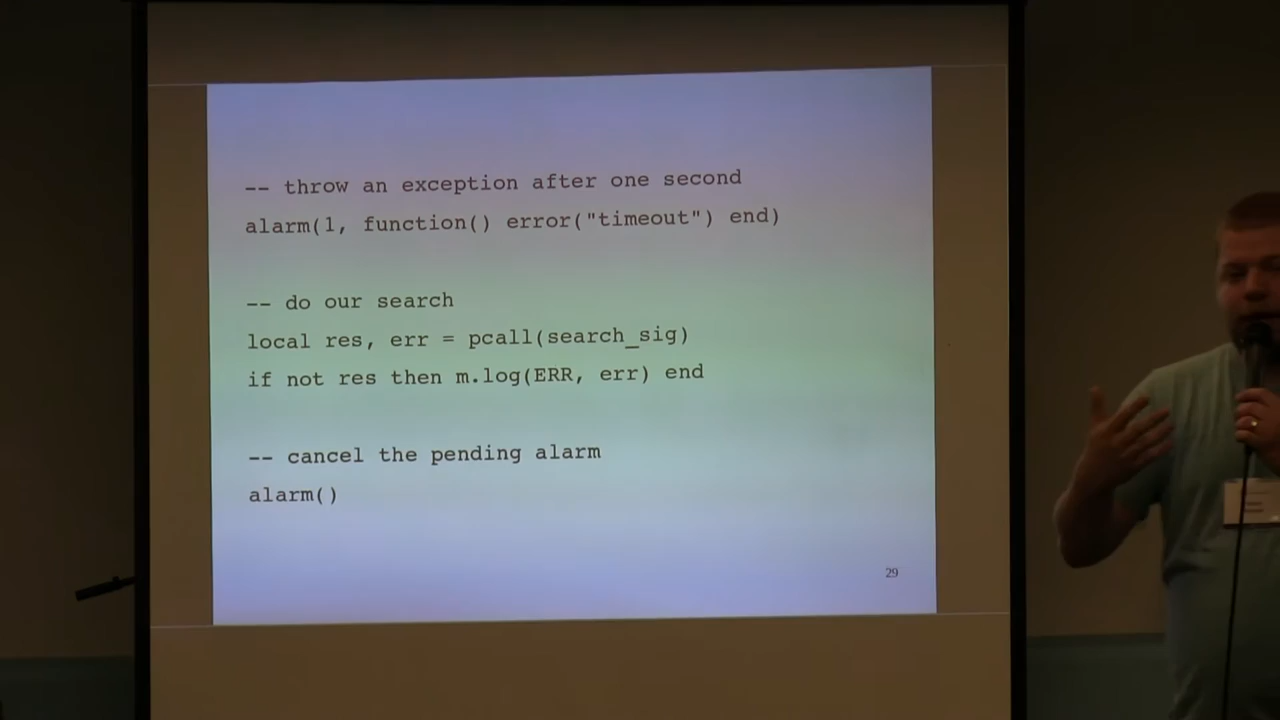 -- throw an exception after one second
alarm(1, function() error("timeout") end)
-- do our search
local res, err = pcall(search_sig)
if not res then m.log(ERR, err) end
-- cancel the pending alarm
alarm()
29